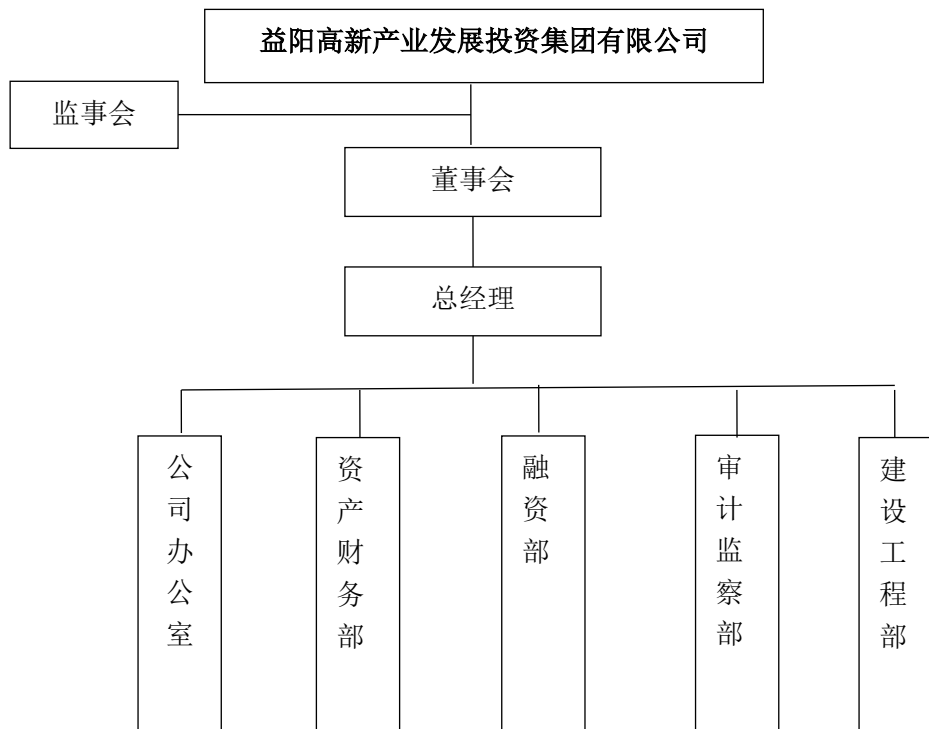 益阳高新产业发展投资集团有限公司
监事会
董事会
总经理
公司办公室
资产财务部
融资部
审计监察部
建设工程部